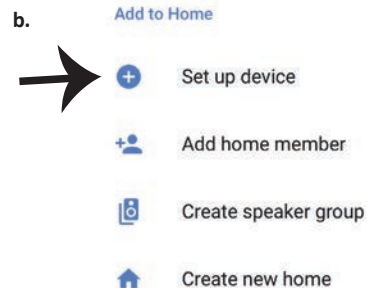 b.
Add to Home
Set up device
Add home member
Create speaker group
Create new home